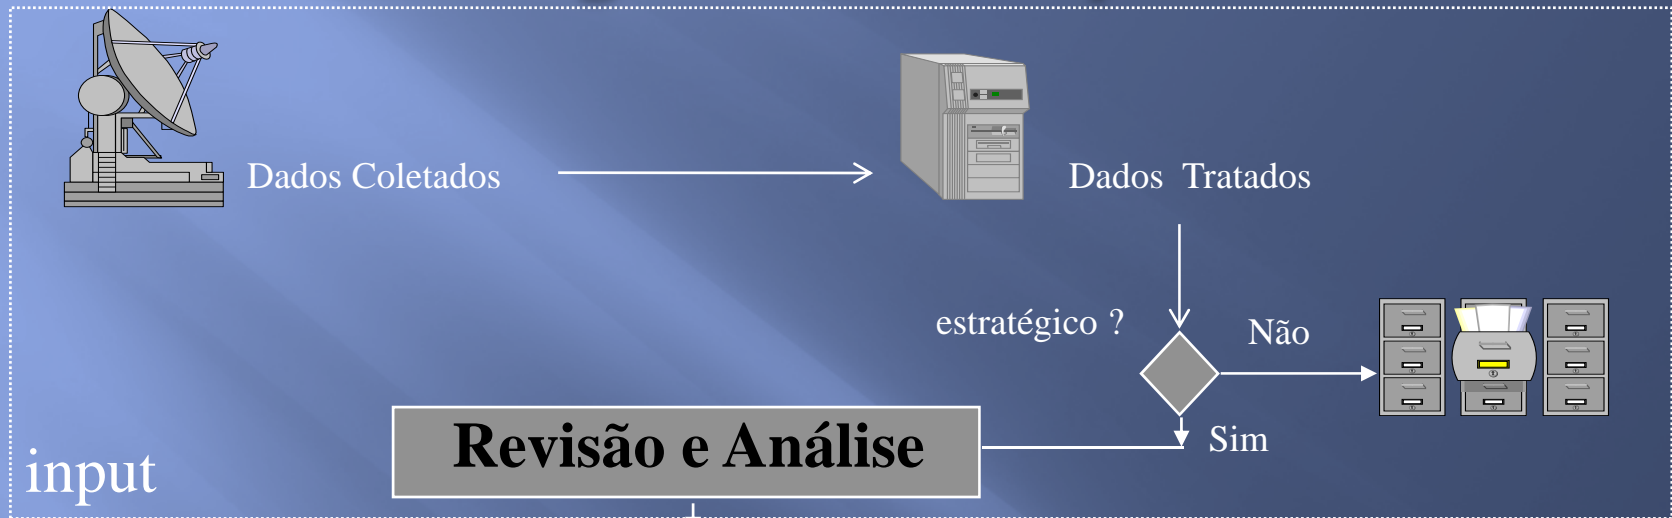 Dados Coletados
Dados Tratados
estratégico ?
Não
Sim
Revisão e Análise
input